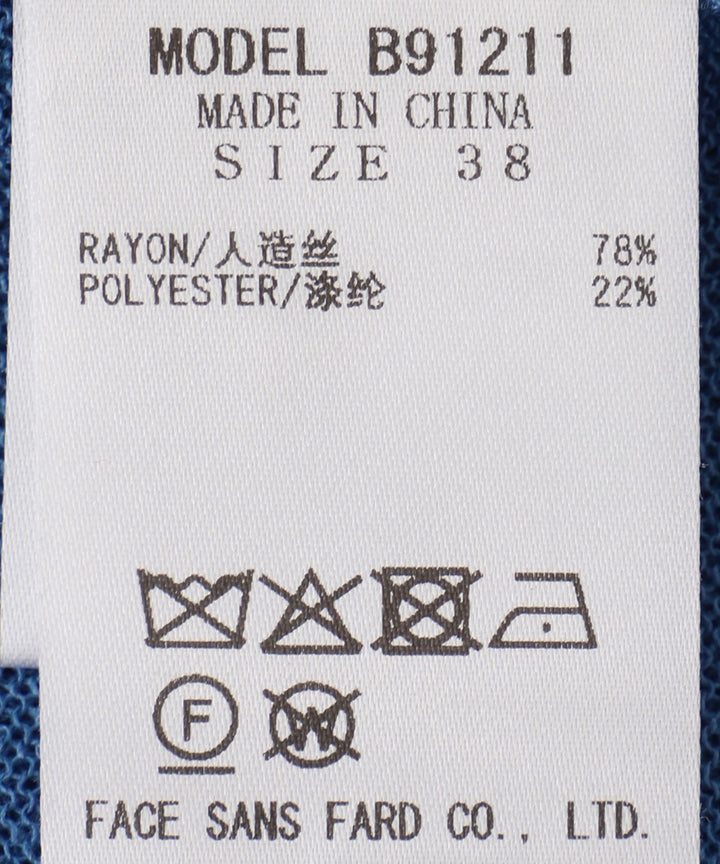 MODEL B91211
MADE IN CHINA
SIZE 38
RAYON/人造丝 78%
POLYESTER/涤纶 22%
F W
FACE SANS FARD CO., LTD.